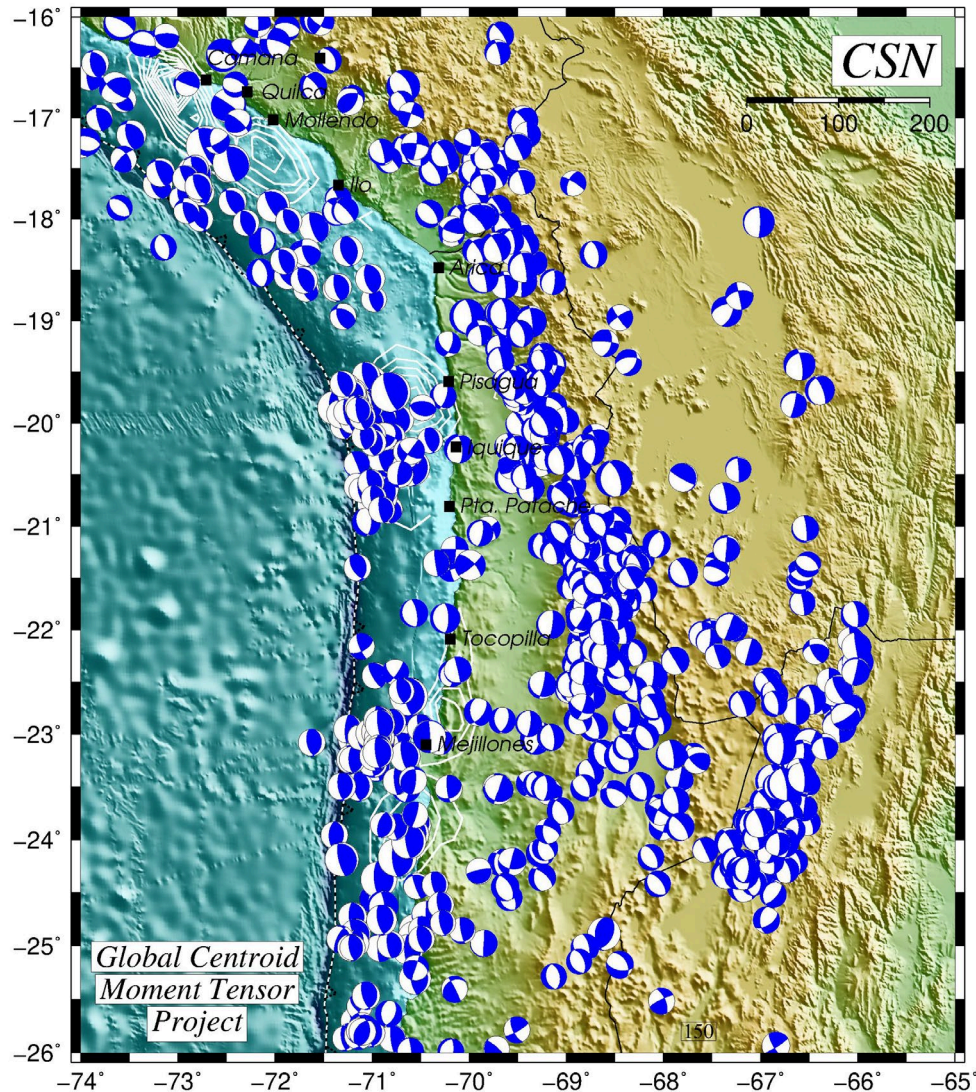 −16°
CSN
Camana
Quilca
−17°
0 100 200
Mollendo
Ilo
−18°
Arica
−19°
Pisagua
−20°
Iquique
Pta. Patache
−21°
−22°
Tocopilla
−23°
Mejillones
−24°
−25°
Global Centroid
Moment Tensor
Project
150
−26°
−74° −73° −72° −71° −70° −69° −68° −67° −66° −65°